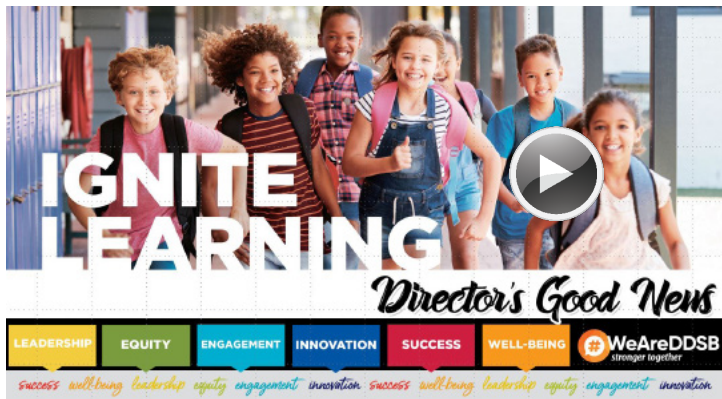 IGNITE
LEARNING
Director's Good News
LEADERSHIP EQUITY ENGAGEMENT INNOVATION SUCCESS WELL-BEING #WeAreDDSB
stronger together
success well-being leadership equity engagement innovation success well-being leadership equity engagement innovation